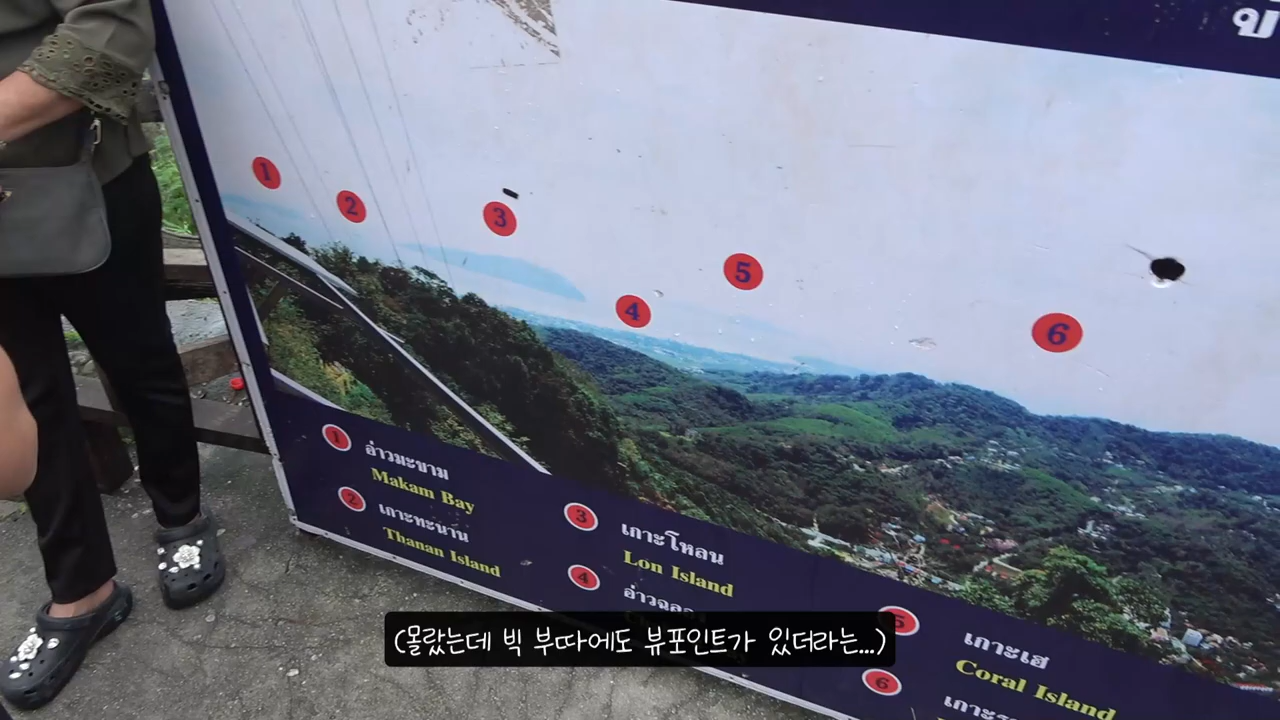 1
2
3
4
5
6
1 อ่าวมะขาม
Makam Bay
2 เกาะทะนาน
Thanan Island
3 เกาะโหลน
Lon Island
4
5 เกาะเฮ
Coral Island
6
(몰랐는데 빅 부따에도 뷰포인트가 있더라는...)